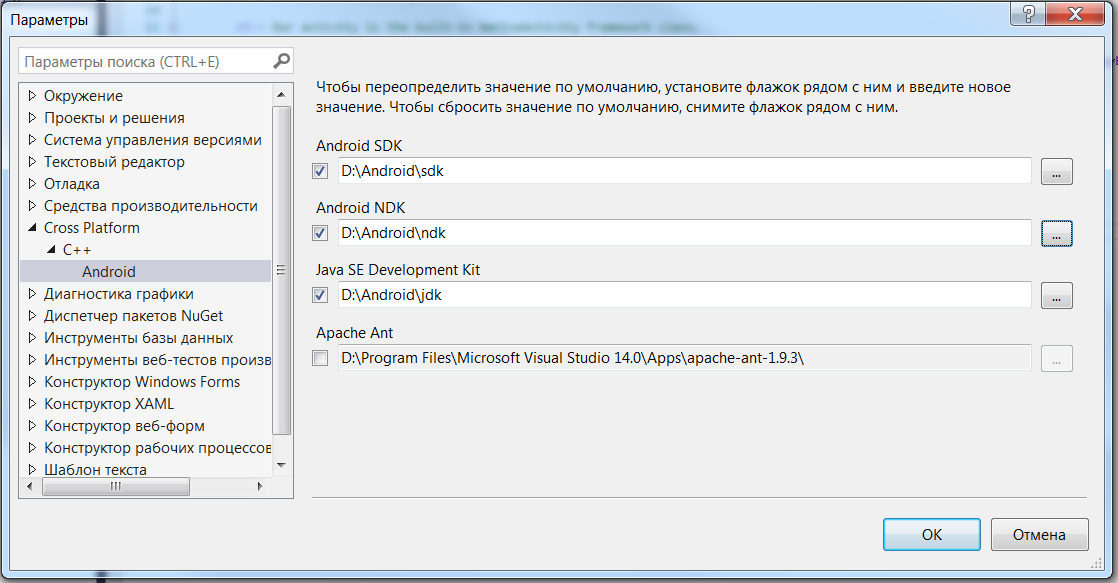 Параметры
Параметры поиска (CTRL+E)
Окружение
Проекты и решения
Система управления версиями
Текстовый редактор
Отладка
Средства производительности
Cross Platform
C++
Android
Диагностика графики
Диспетчер пакетов NuGet
Инструменты базы данных
Инструменты веб-тестов произв
Конструктор Windows Forms
Конструктор XAML
Конструктор веб-форм
Конструктор рабочих процессов
Шаблон текста
Чтобы переопределить значение по умолчанию, установите флажок рядом с ним и введите новое
значение. Чтобы сбросить значение по умолчанию, снимите флажок рядом с ним.
Android SDK
D:\Android\sdk
...
Android NDK
D:\Android\ndk
...
Java SE Development Kit
D:\Android\jdk
...
Apache Ant
D:\Program Files\Microsoft Visual Studio 14.0\Apps\apache-ant-1.9.3\
...
OK
Отмена